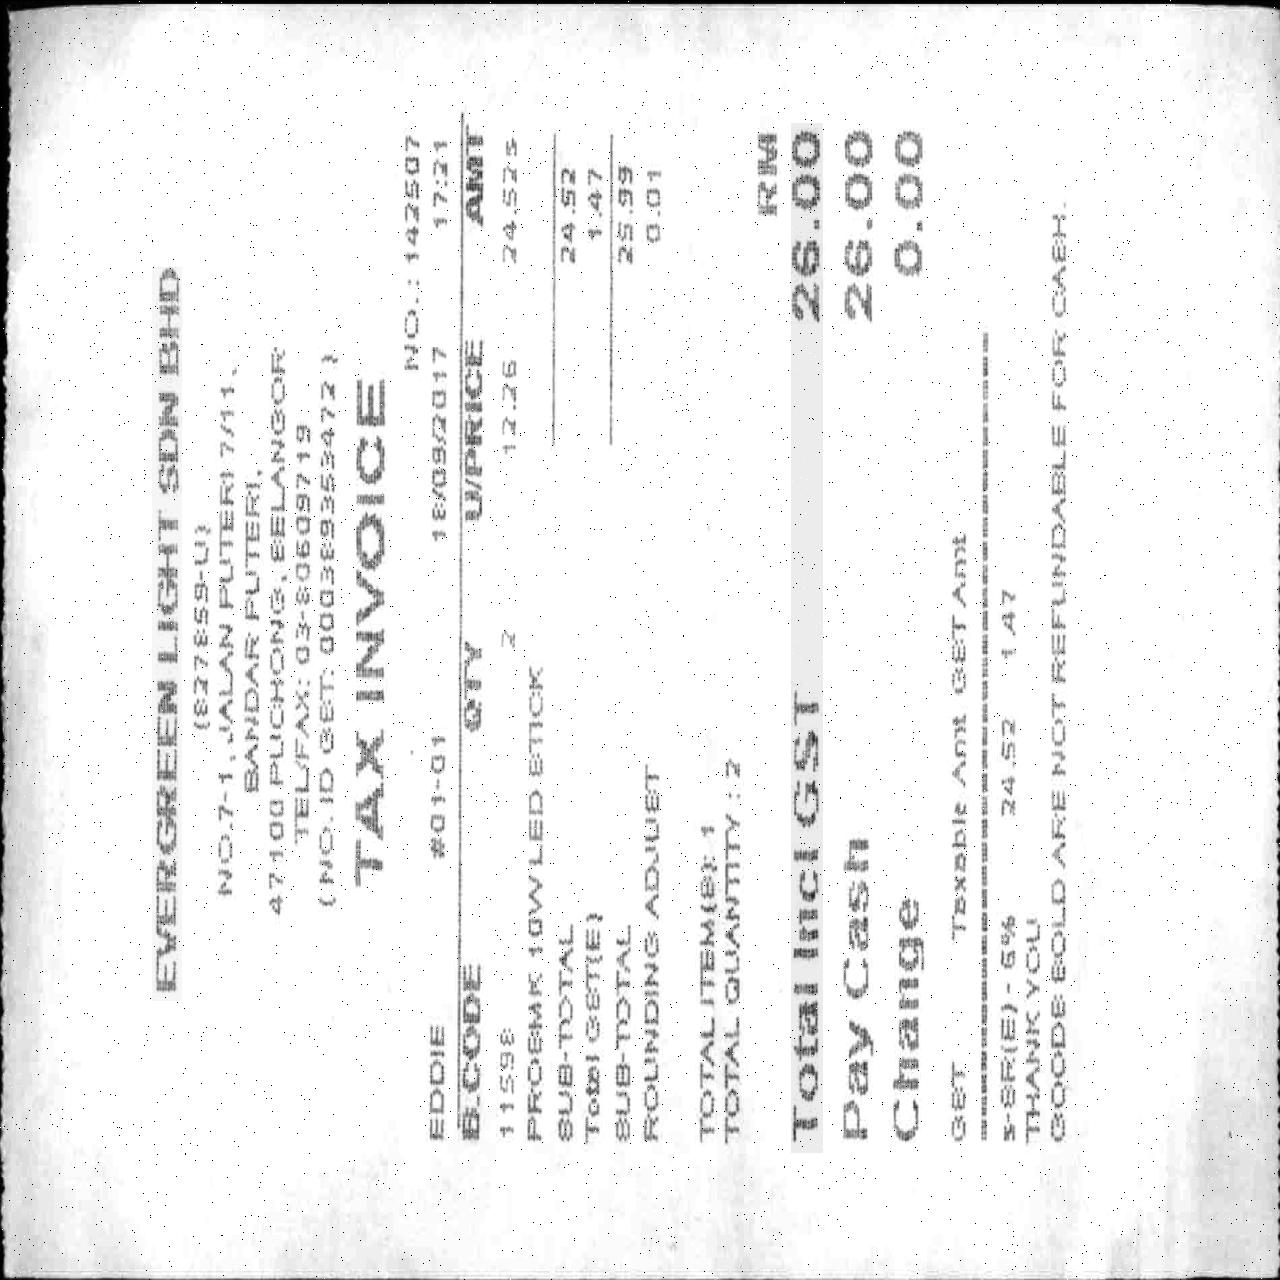 EVERGREEN LIGHT SDN BHD
(827859-U)
NO.7-1, JALAN PUTERI 7/11,
BANDAR PUTERI,
47100 PUCHONG, SELANGOR
TEL/FAX: 03-80609719
( NO. ID GST: 000389353472 )
TAX INVOICE
NO. : 142507
EDDIE #01-01 18/09/2017 17:21
B.CODE QTY U/PRICE AMT
11598 2 12.26 24.52s
PROSMK 10W LED STICK
SUB-TOTAL 24.52
Total GST(E) 1.47
SUB-TOTAL 25.99
ROUNDING ADJUST 0.01
TOTAL ITEM(S): 1
TOTAL QUANTITY : 2
RM
Total Incl GST 26.00
Pay Cash 26.00
Change 0.00
GST Taxable Amt GST Amt
s-SR(E) - 6% 24.52 1.47
THANK YOU
GOODS SOLD ARE NOT REFUNDABLE FOR CASH.